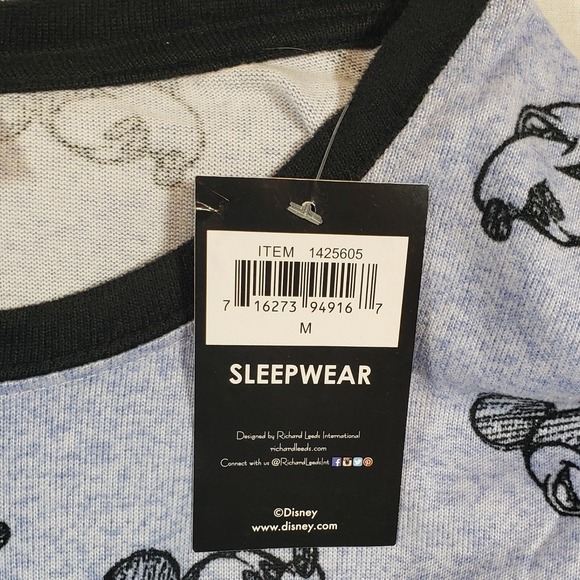 ITEM 1425605
7 16273 94916 7
M
SLEEPWEAR
Designed by Richard Leeds International
richardleeds.com
Connect with us @RichardLeedsInt
©Disney
www.disney.com